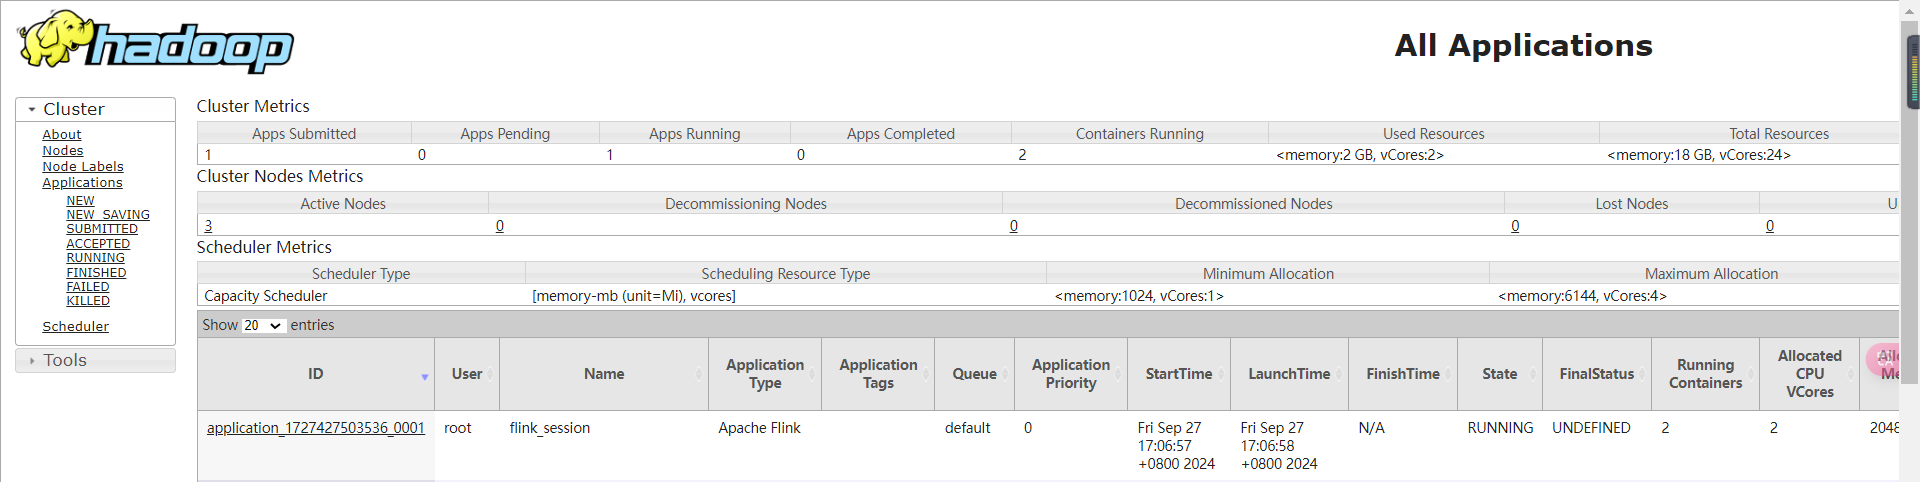 hadoop
All Applications
Cluster
About
Nodes
Node Labels
Applications
NEW
NEW_SAVING
SUBMITTED
ACCEPTED
RUNNING
FINISHED
FAILED
KILLED
Scheduler
Tools
Cluster Metrics
Apps Submitted Apps Pending Apps Running Apps Completed Containers Running Used Resources Total Resources
1 0 1 0 2 <memory:2 GB, vCores:2> <memory:18 GB, vCores:24>
Cluster Nodes Metrics
Active Nodes Decommissioning Nodes Decommissioned Nodes Lost Nodes U
3 0 0 0 0
Scheduler Metrics
Scheduler Type Scheduling Resource Type Minimum Allocation Maximum Allocation
Capacity Scheduler [memory-mb (unit=Mi), vcores] <memory:1024, vCores:1> <memory:6144, vCores:4>
Show 20 entries
ID User Name Application Type Application Tags Queue Application Priority StartTime LaunchTime FinishTime State FinalStatus Running Containers Allocated CPU VCores
application_1727427503536_0001 root flink_session Apache Flink default 0 Fri Sep 27 17:06:57 +0800 2024 Fri Sep 27 17:06:58 +0800 2024 N/A RUNNING UNDEFINED 2 2 2048